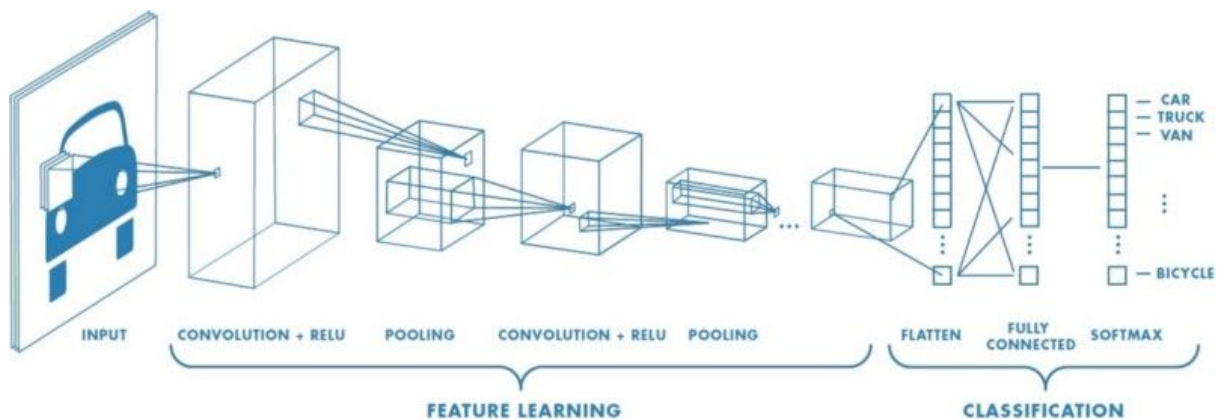 CAR
TRUCK
VAN
BICYCLE
INPUT
CONVOLUTION + RELU
POOLING
CONVOLUTION + RELU
POOLING
FLATTEN
FULLY
CONNECTED
SOFTMAX
FEATURE LEARNING
CLASSIFICATION